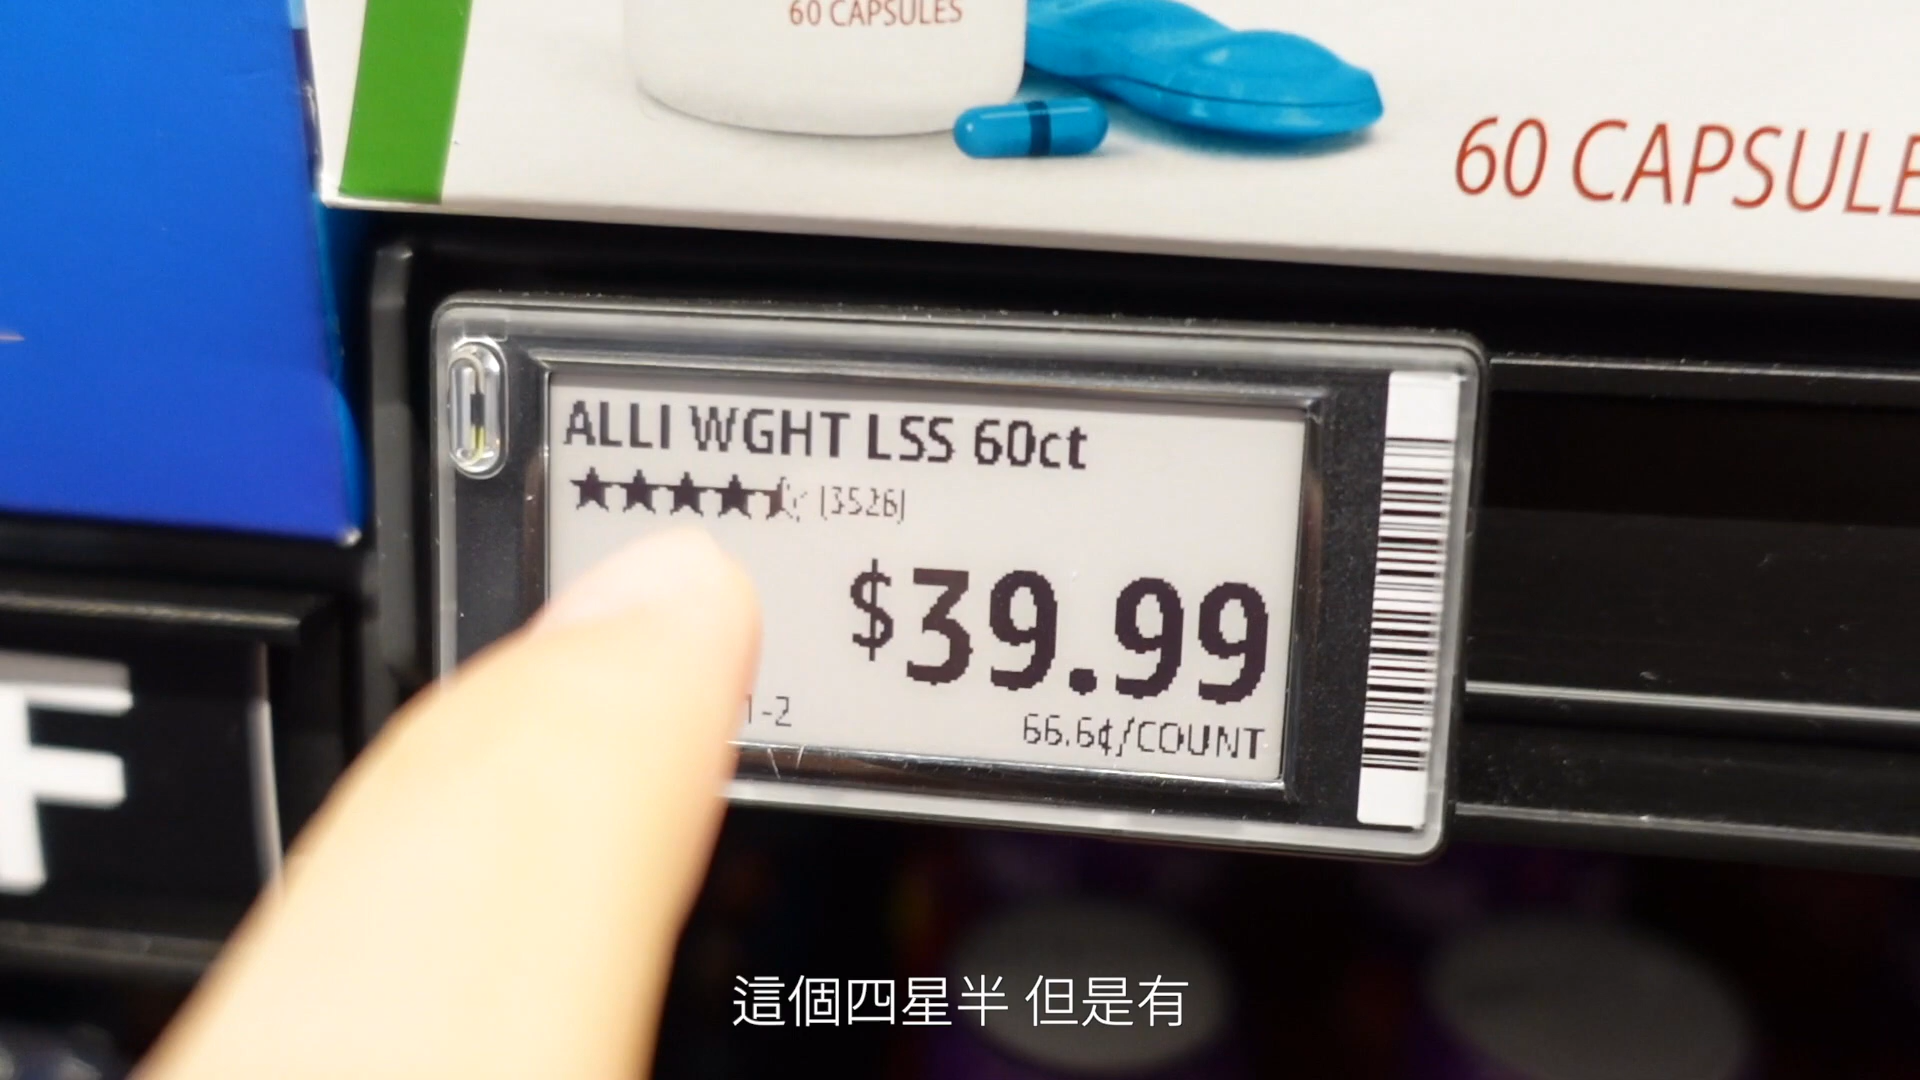 60 CAPSULES
60 CAPSULE
ALLI WGHT LSS 60ct
(3526)
$39.99
1-2
66.6¢/COUNT
F
這個四星半 但是有